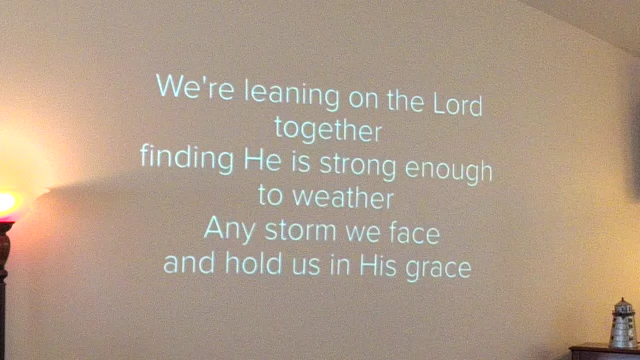 We're leaning on the Lord
together
finding He is strong enough
to weather
Any storm we face
and hold us in His grace